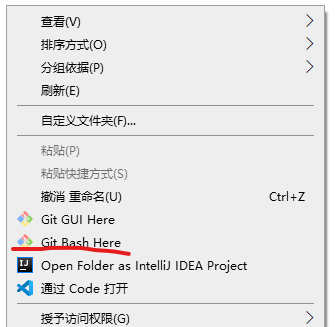 查看(V)
排序方式(O)
分组依据(P)
刷新(E)
自定义文件夹(F)...
粘贴(P)
粘贴快捷方式(S)
撤消 重命名(U) Ctrl+Z
Git GUI Here
Git Bash Here
IJ Open Folder as IntelliJ IDEA Project
通过 Code 打开
授予访问权限(G)